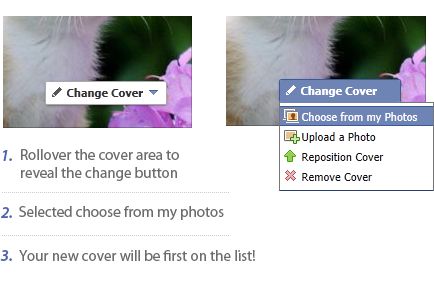 Change Cover
Change Cover
Choose from my Photos
Upload a Photo
Reposition Cover
Remove Cover
1. Rollover the cover area to
reveal the change button
2. Selected choose from my photos
3. Your new cover will be first on the list!